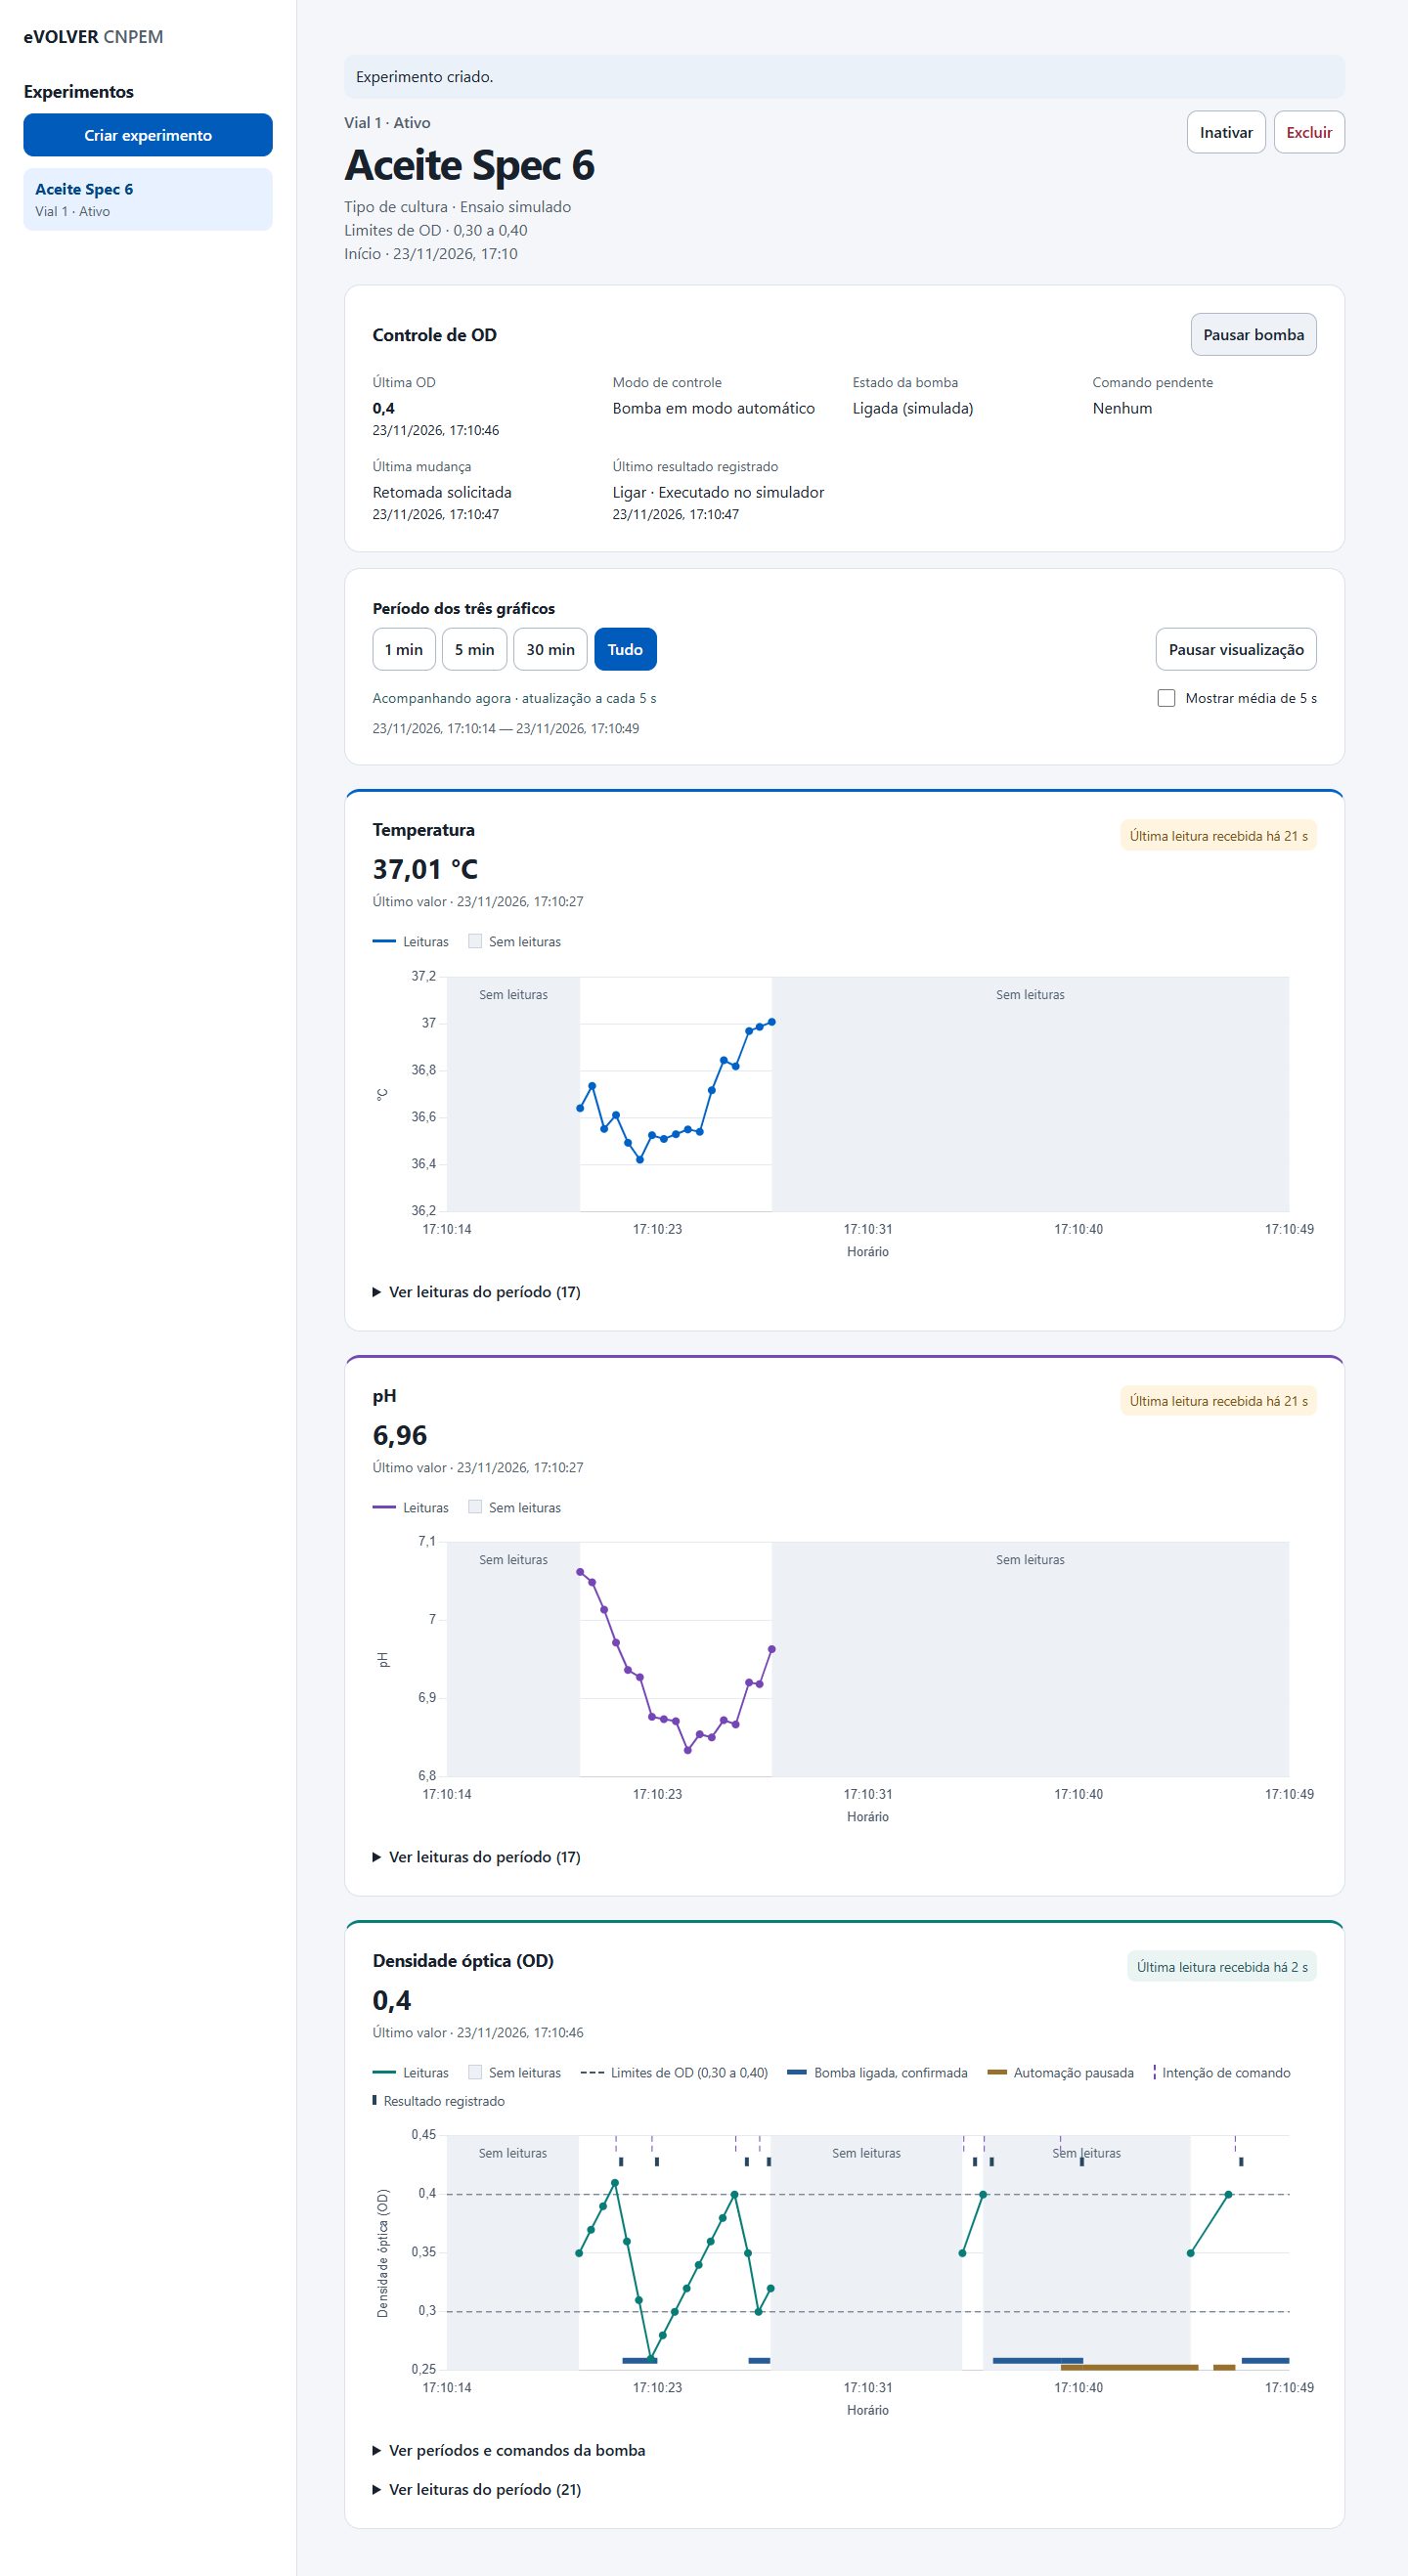 eVOLVER CNPEM
Experimentos
Criar experimento
Aceite Spec 6
Vial 1 · Ativo
Experimento criado.
Vial 1 · Ativo
Inativar
Excluir
Aceite Spec 6
Tipo de cultura · Ensaio simulado
Limites de OD · 0,30 a 0,40
Início · 23/11/2026, 17:10
Controle de OD
Pausar bomba
Última OD
Modo de controle
Estado da bomba
Comando pendente
0,4
Bomba em modo automático
Ligada (simulada)
Nenhum
23/11/2026, 17:10:46
Última mudança
Último resultado registrado
Retomada solicitada
Ligar · Executado no simulador
23/11/2026, 17:10:47
23/11/2026, 17:10:47
Período dos três gráficos
1 min
5 min
30 min
Tudo
Pausar visualização
Acompanhando agora · atualização a cada 5 s
Mostrar média de 5 s
23/11/2026, 17:10:14 — 23/11/2026, 17:10:49
Temperatura
Última leitura recebida há 21 s
37,01 °C
Último valor · 23/11/2026, 17:10:27
Leituras
Sem leituras
37,2
37
36,8
36,6
36,4
36,2
°C
Sem leituras
Sem leituras
17:10:14
17:10:23
17:10:31
17:10:40
17:10:49
Horário
▶ Ver leituras do período (17)
pH
Última leitura recebida há 21 s
6,96
Último valor · 23/11/2026, 17:10:27
Leituras
Sem leituras
7,1
7
6,9
6,8
pH
Sem leituras
Sem leituras
17:10:14
17:10:23
17:10:31
17:10:40
17:10:49
Horário
▶ Ver leituras do período (17)
Densidade óptica (OD)
Última leitura recebida há 2 s
0,4
Último valor · 23/11/2026, 17:10:46
Leituras
Sem leituras
Limites de OD (0,30 a 0,40)
Bomba ligada, confirmada
Automação pausada
Intenção de comando
Resultado registrado
0,45
0,4
0,35
0,3
0,25
Densidade óptica (OD)
Sem leituras
Sem leituras
Sem leituras
17:10:14
17:10:23
17:10:31
17:10:40
17:10:49
Horário
▶ Ver períodos e comandos da bomba
▶ Ver leituras do período (21)